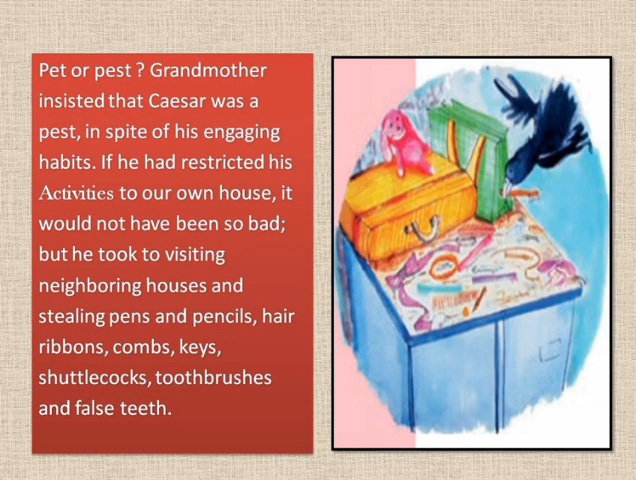 Pet or pest ? Grandmother
insisted that Caesar was a
pest, in spite of his engaging
habits. If he had restricted his
Activities to our own house, it
would not have been so bad;
but he took to visiting
neighboring houses and
stealing pens and pencils, hair
ribbons, combs, keys,
shuttlecocks, toothbrushes
and false teeth.